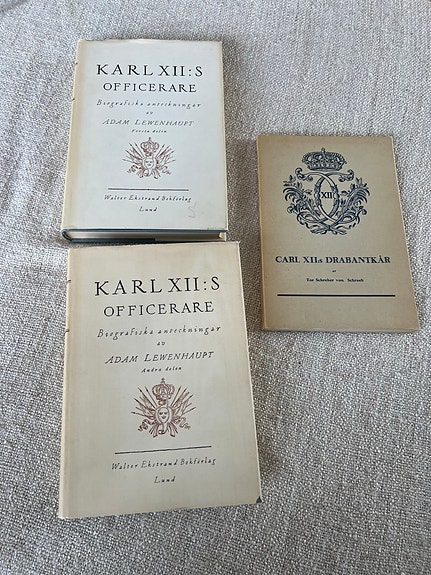 KARL XII:S
OFFICERARE
Biografiska anteckningar
av
ADAM LEWENHAUPT
Första delen
Walter Ekstrand Bokförlag
Lund
KARL XII:S
OFFICERARE
Biografiska anteckningar
av
ADAM LEWENHAUPT
Andra delen
Walter Ekstrand Bokförlag
Lund
XII
CARL XIIs DRABANTKÅR
av
Tor Schreber von Schreeb